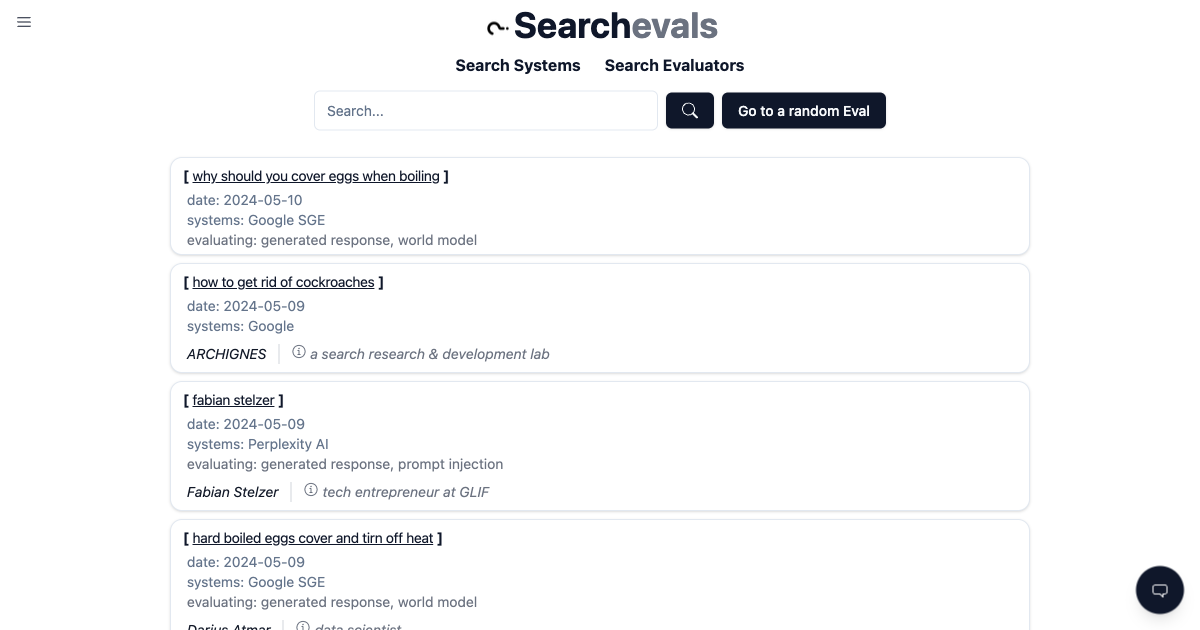 Searchevals
Search Systems Search Evaluators
Search... Go to a random Eval
[ why should you cover eggs when boiling ]
date: 2024-05-10
systems: Google SGE
evaluating: generated response, world model
[ how to get rid of cockroaches ]
date: 2024-05-09
systems: Google
ARCHIGNES a search research & development lab
[ fabian stelzer ]
date: 2024-05-09
systems: Perplexity AI
evaluating: generated response, prompt injection
Fabian Stelzer tech entrepreneur at GLIF
[ hard boiled eggs cover and tirn off heat ]
date: 2024-05-09
systems: Google SGE
evaluating: generated response, world model
Darius Atmar data scientist